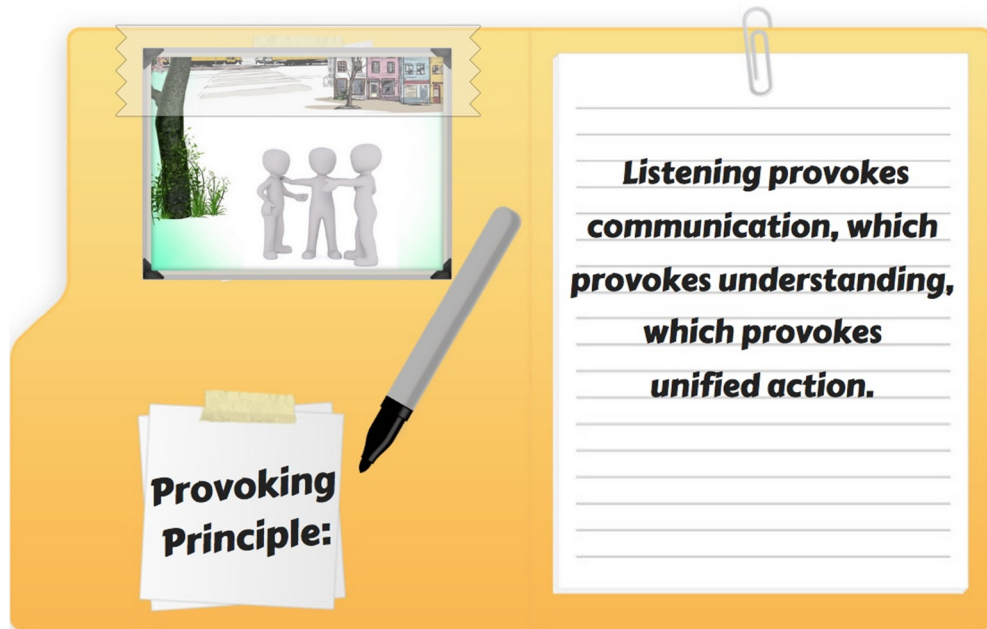 Provoking
Principle:
Listening provokes
communication, which
provokes understanding,
which provokes
unified action.